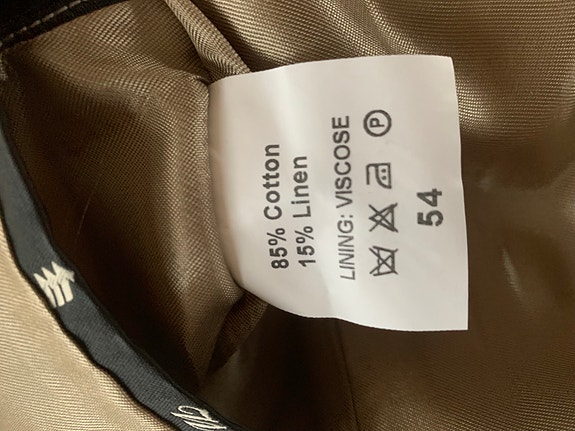 85% Cotton
15% Linen
LINING: VISCOSE
P
54